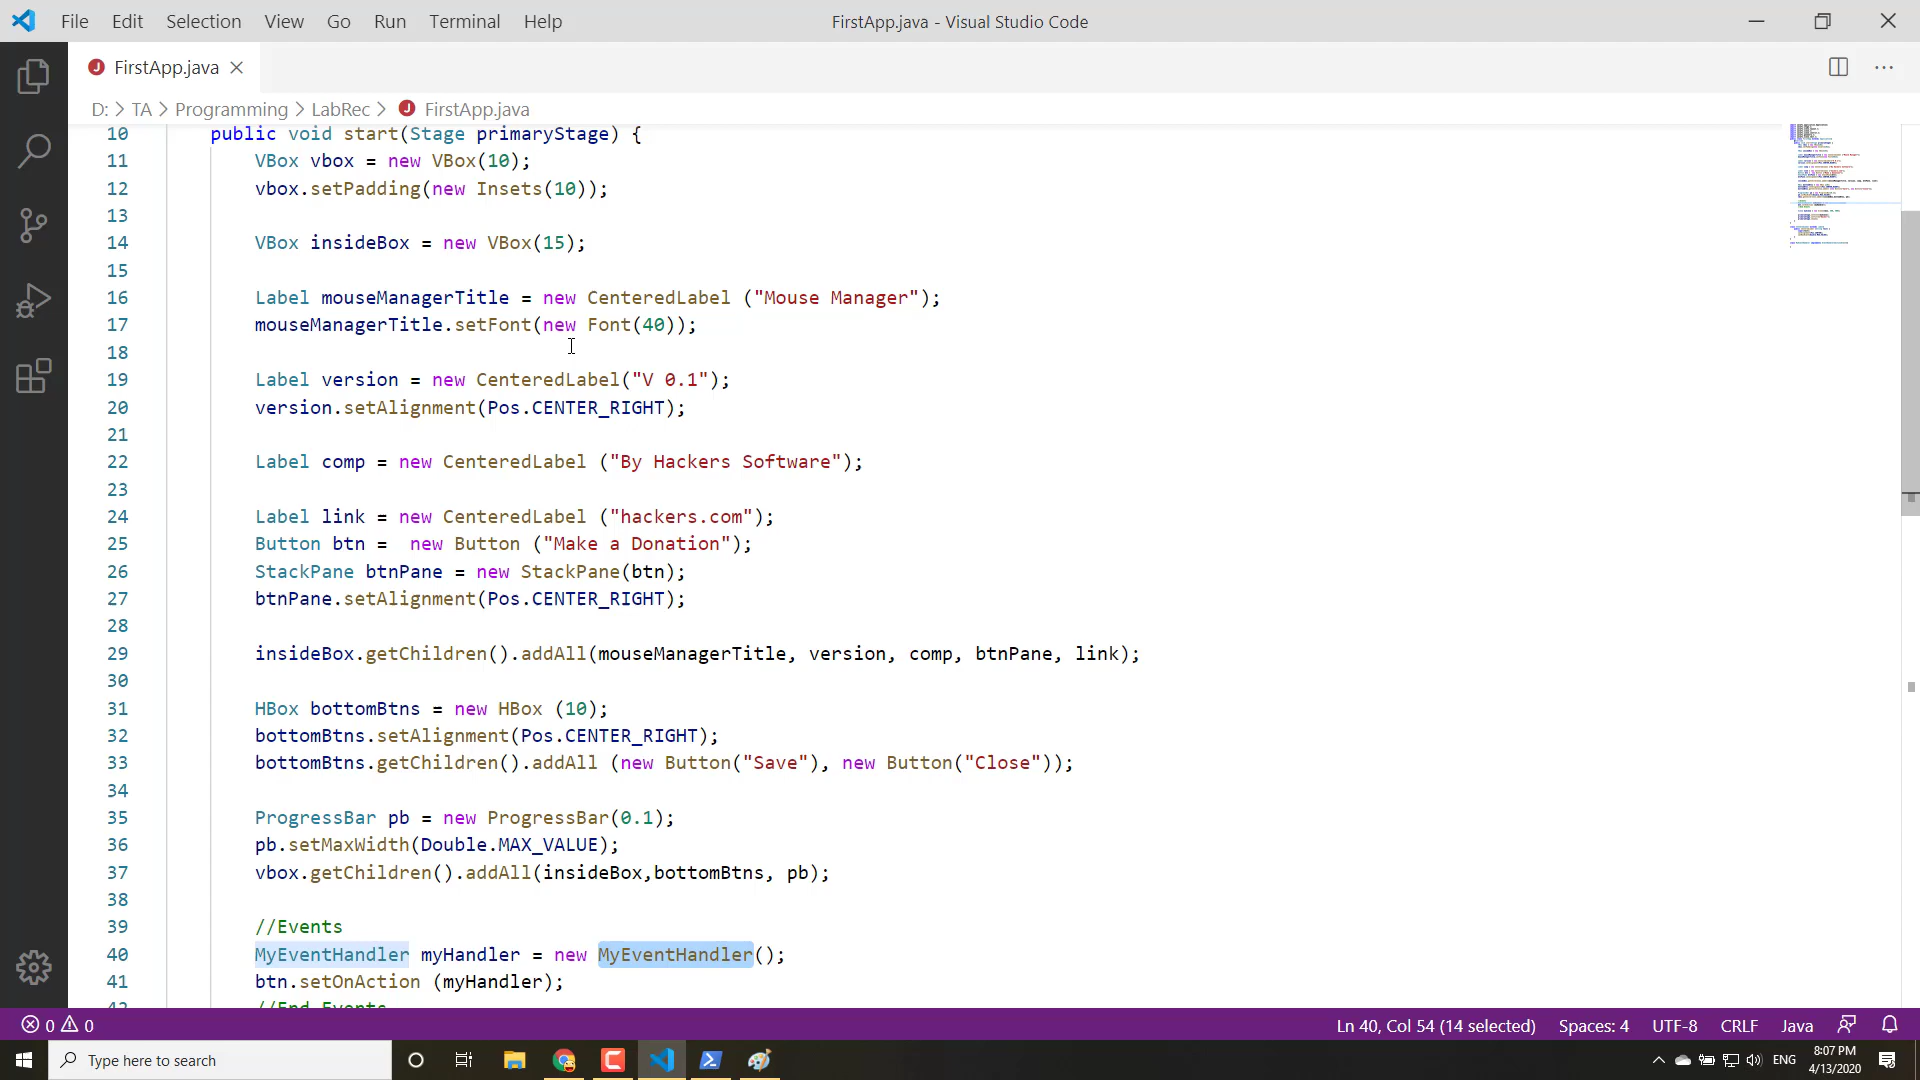 File Edit Selection View Go Run Terminal Help FirstApp.java - Visual Studio Code
J FirstApp.java
D: > TA > Programming > LabRec > J FirstApp.java
10 public void start(Stage primaryStage) {
11 VBox vbox = new VBox(10);
12 vbox.setPadding(new Insets(10));
13
14 VBox insideBox = new VBox(15);
15
16 Label mouseManagerTitle = new CenteredLabel ("Mouse Manager");
17 mouseManagerTitle.setFont(new Font(40));
18
19 Label version = new CenteredLabel("V 0.1");
20 version.setAlignment(Pos.CENTER_RIGHT);
21
22 Label comp = new CenteredLabel ("By Hackers Software");
23
24 Label link = new CenteredLabel ("hackers.com");
25 Button btn =  new Button ("Make a Donation");
26 StackPane btnPane = new StackPane(btn);
27 btnPane.setAlignment(Pos.CENTER_RIGHT);
28
29 insideBox.getChildren().addAll(mouseManagerTitle, version, comp, btnPane, link);
30
31 HBox bottomBtns = new HBox (10);
32 bottomBtns.setAlignment(Pos.CENTER_RIGHT);
33 bottomBtns.getChildren().addAll (new Button("Save"), new Button("Close"));
34
35 ProgressBar pb = new ProgressBar(0.1);
36 pb.setMaxWidth(Double.MAX_VALUE);
37 vbox.getChildren().addAll(insideBox,bottomBtns, pb);
38
39 //Events
40 MyEventHandler myHandler = new MyEventHandler();
41 btn.setOnAction (myHandler);
42 //End Events
0 0 Ln 40, Col 54 (14 selected) Spaces: 4 UTF-8 CRLF Java
Type here to search ENG 8:07 PM
4/13/2020